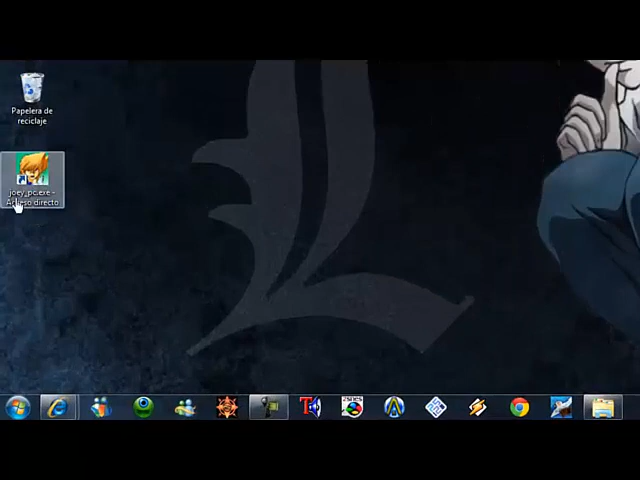 Papelera de
reciclaje
joey_pc.exe -
Acceso directo